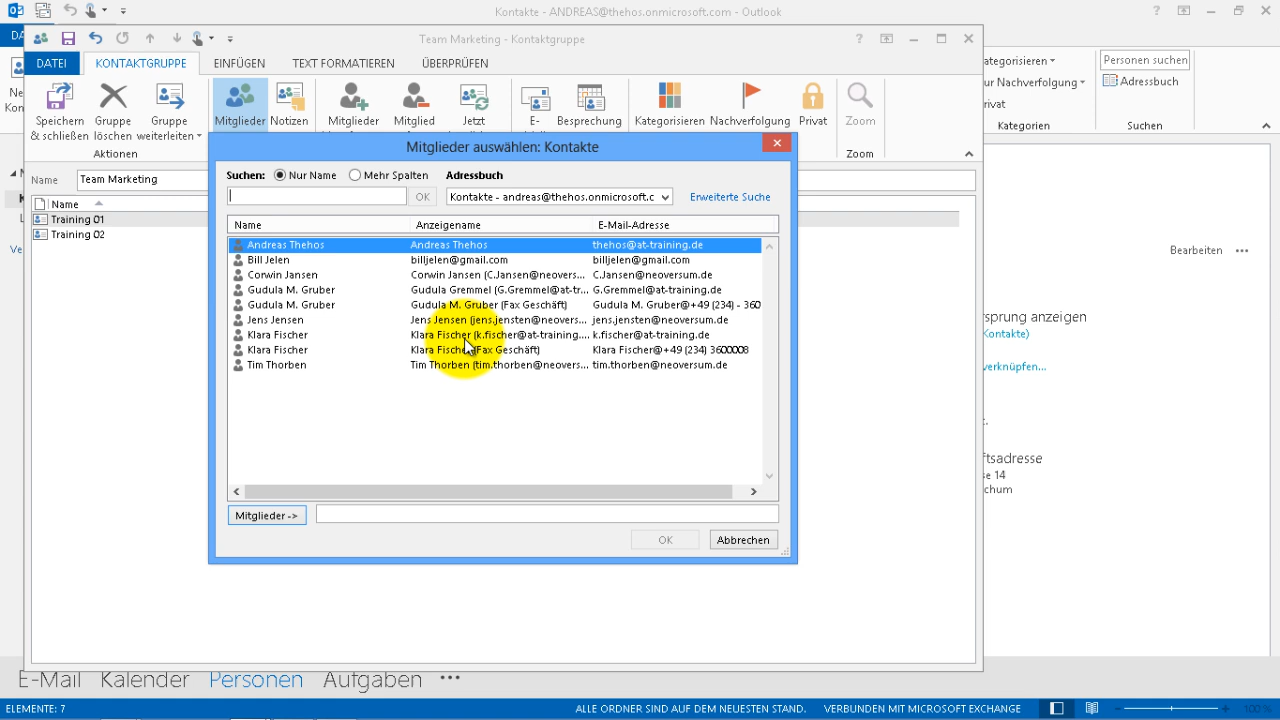 Kontakte - ANDREAS@thehos.onmicrosoft.com - Outlook
Team Marketing - Kontaktgruppe
DATEI KONTAKTGRUPPE EINFÜGEN TEXT FORMATIEREN ÜBERPRÜFEN
Personen suchen
Adressbuch
ategorisieren
ur Nachverfolgung
rivat
Kategorien
Suchen
Speichern & schließen
Gruppe löschen
Gruppe weiterleiten
Aktionen
Mitglieder
Notizen
Mitglieder
Mitglied
Jetzt
E-
Besprechung
Kategorisieren
Nachverfolgung
Privat
Zoom
Zoom
Name Team Marketing
Name
Training 01
Training 02
Mitglieder auswählen: Kontakte
Suchen: Nur Name Mehr Spalten Adressbuch
OK Kontakte - andreas@thehos.onmicrosoft.c Erweiterte Suche
Name Anzeigename E-Mail-Adresse
Andreas Thehos Andreas Thehos thehos@at-training.de
Bill Jelen billjelen@gmail.com billjelen@gmail.com
Corwin Jansen Corwin Jansen (C.Jansen@neovers... C.Jansen@neoversum.de
Gudula M. Gruber Gudula Gremmel (G.Gremmel@at-tr... G.Gremmel@at-training.de
Gudula M. Gruber Gudula M. Gruber (Fax Geschäft) Gudula M. Gruber@+49 (234) - 360
Jens Jensen Jens Jensen (jens.jensten@neovers... jens.jensten@neoversum.de
Klara Fischer Klara Fischer (k.fischer@at-training.... k.fischer@at-training.de
Klara Fischer Klara Fischer (Fax Geschäft) Klara Fischer@+49 (234) 3600008
Tim Thorben Tim Thorben (tim.thorben@neovers... tim.thorben@neoversum.de
Mitglieder ->
OK Abbrechen
Bearbeiten
sprung anzeigen
Kontakte)
verknüpfen...
ftsadresse
se 14
chum
E-Mail Kalender Personen Aufgaben
ELEMENTE: 7 ALLE ORDNER SIND AUF DEM NEUESTEN STAND. VERBUNDEN MIT MICROSOFT EXCHANGE 100 %